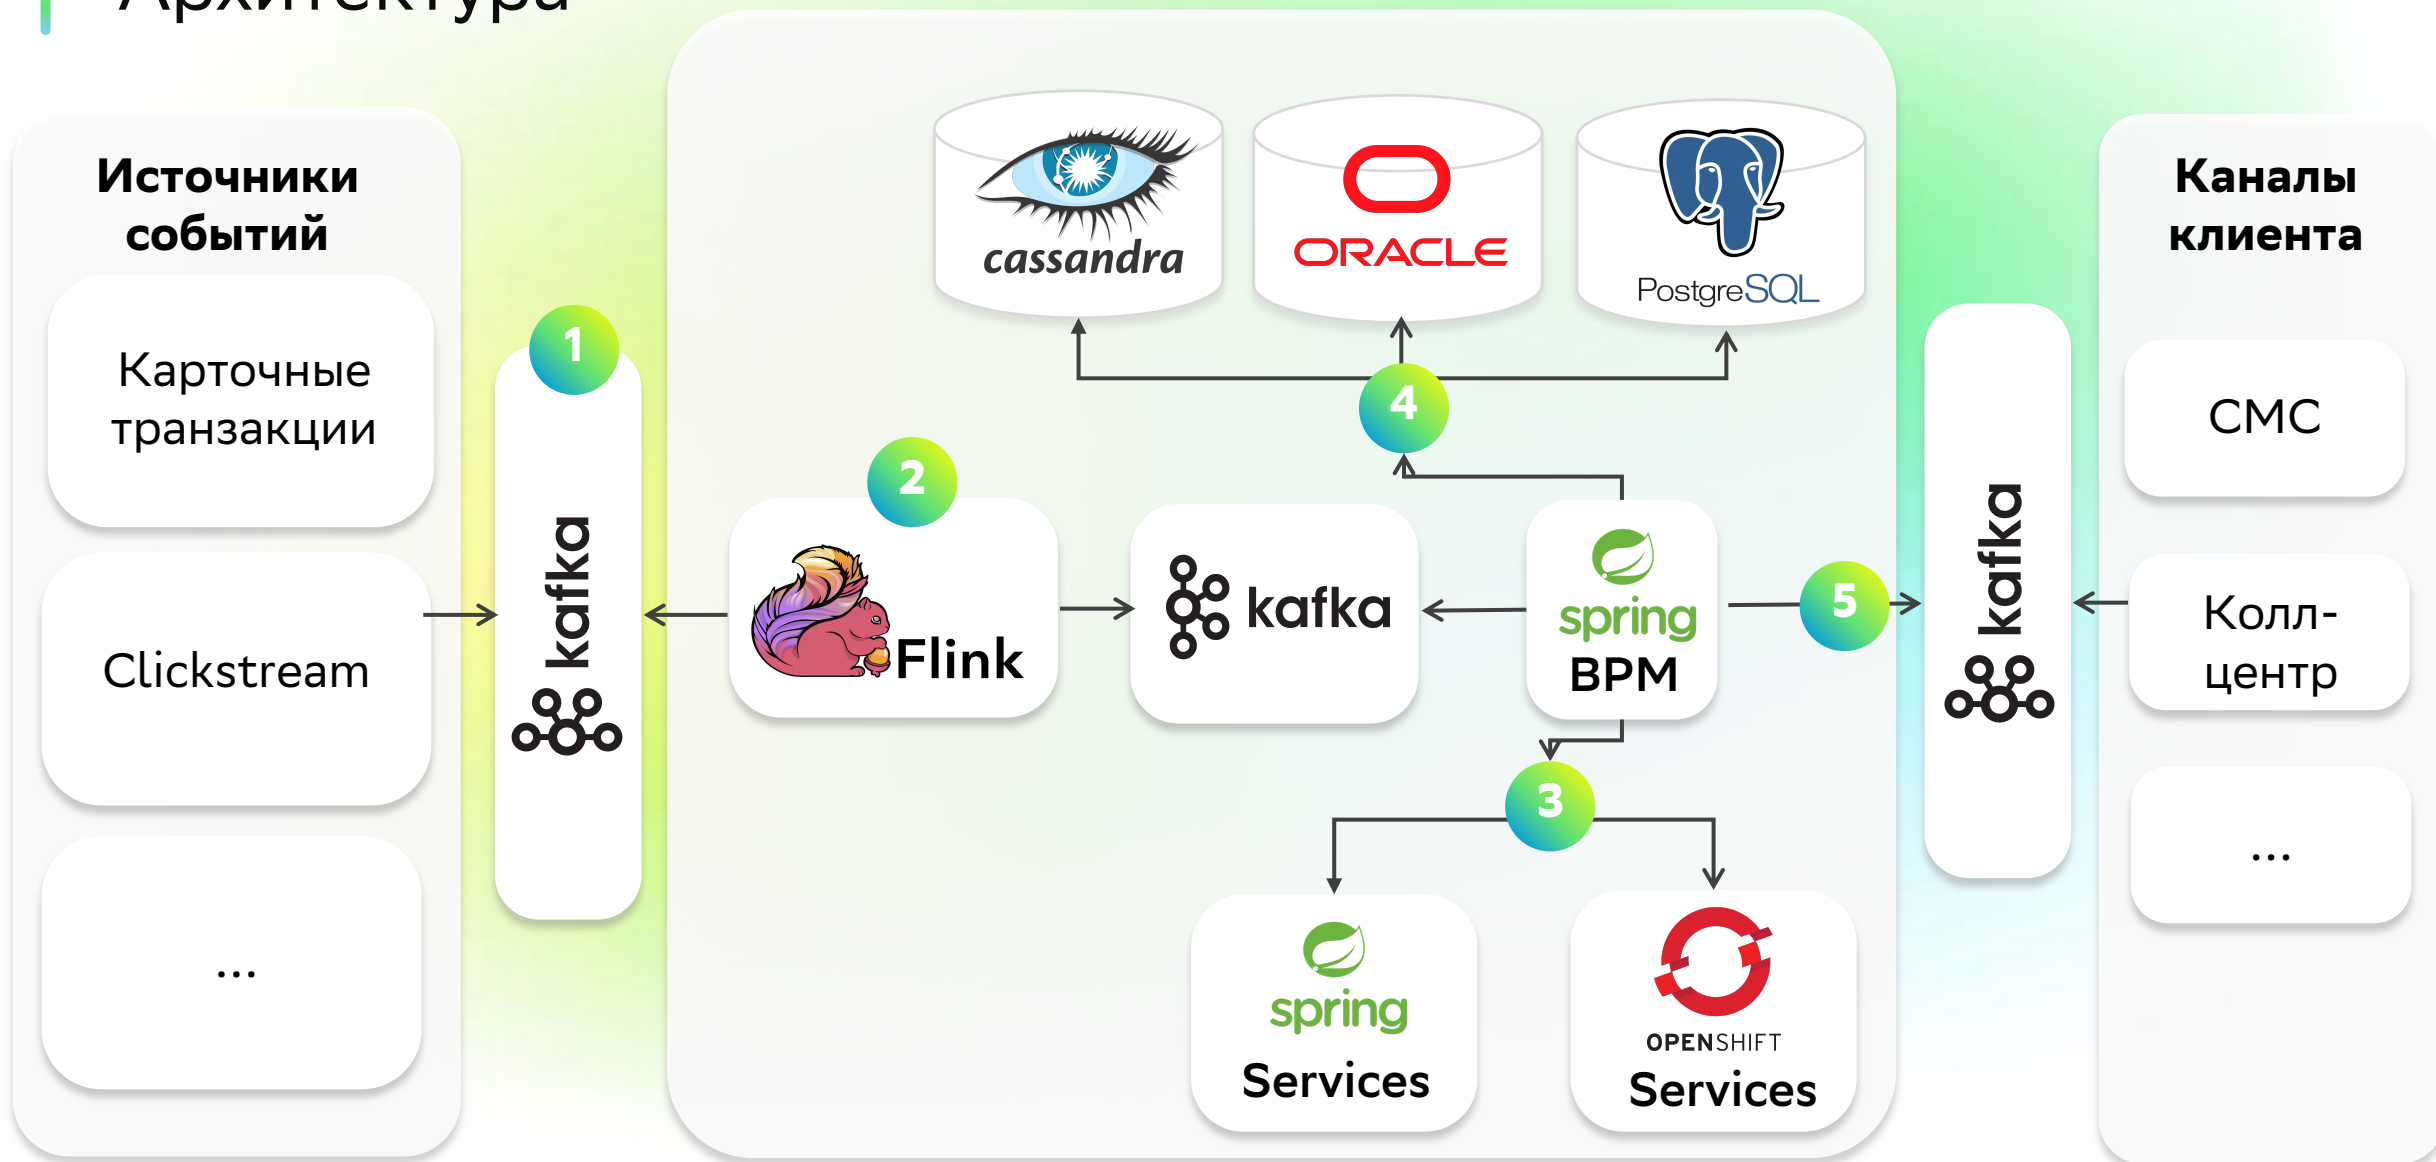 Архитектура
Источники
событий
Карточные
транзакции
Clickstream
...
1
kafka
2
Flink
kafka
cassandra
ORACLE
PostgreSQL
4
spring
BPM
3
spring
Services
OPENSHIFT
Services
5
kafka
Каналы
клиента
СМС
Колл-
центр
...